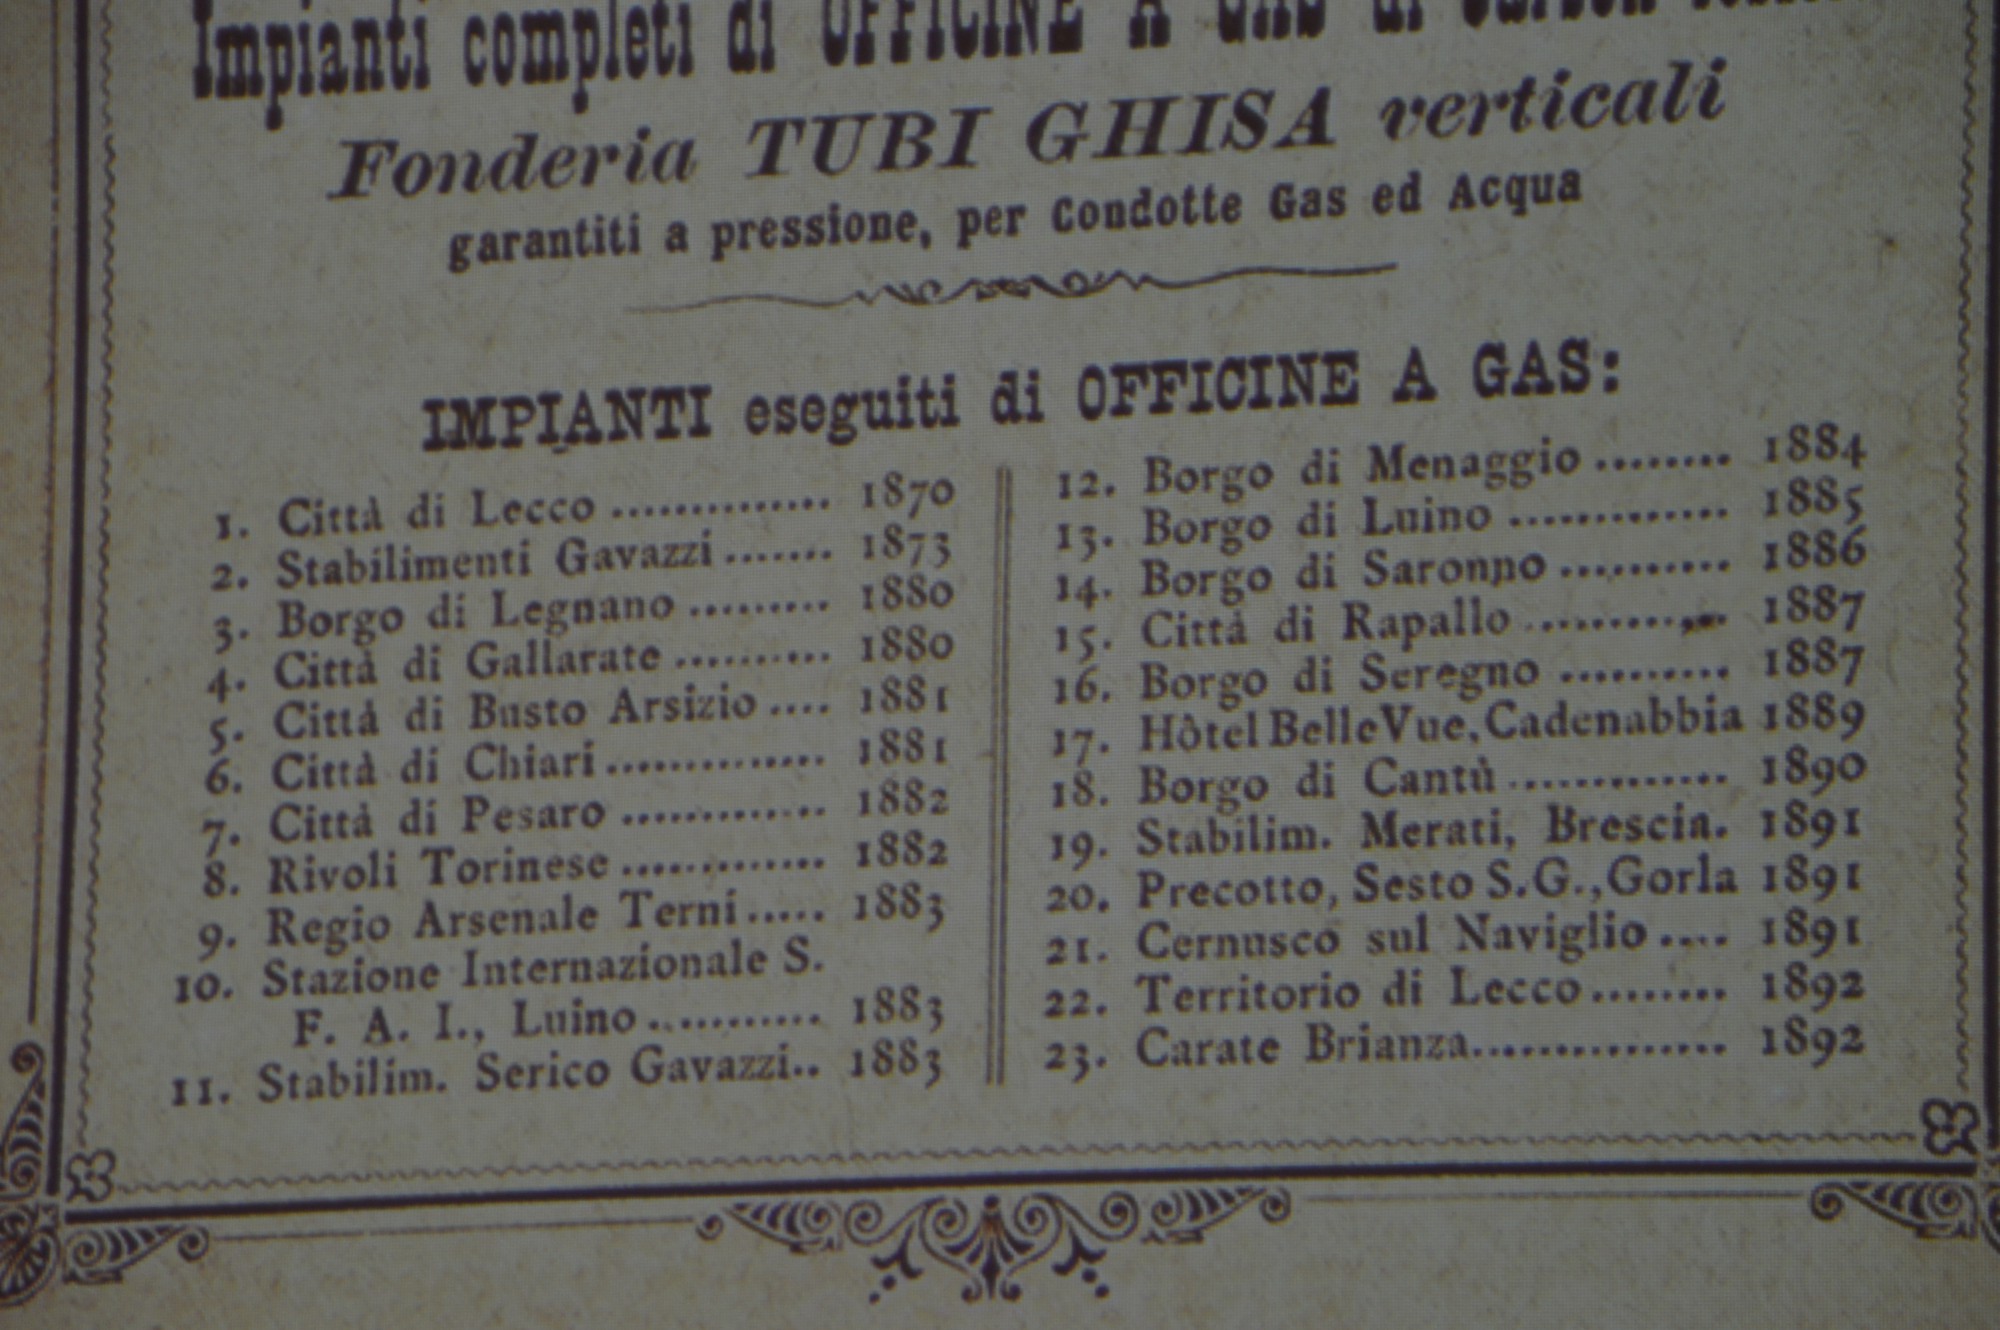 Impianti completi di OFFICINE A GAS di
Fonderia TUBI GHISA verticali
garantiti a pressione, per Condotte Gas ed Acqua
IMPIANTI eseguiti di OFFICINE A GAS:
1. Città di Lecco .............. 1870
2. Stabilimenti Gavazzi ....... 1873
3. Borgo di Legnano ......... 1880
4. Città di Gallarate .......... 1880
5. Città di Busto Arsizio .... 1881
6. Città di Chiari .............. 1881
7. Città di Pesaro ............. 1882
8. Rivoli Torinese ............. 1882
9. Regio Arsenale Terni ..... 1883
10. Stazione Internazionale S.
F. A. I., Luino ........... 1883
11. Stabilim. Serico Gavazzi.. 1883
12. Borgo di Menaggio ........ 1884
13. Borgo di Luino ............. 1885
14. Borgo di Saronno .......... 1886
15. Città di Rapallo ............ 1887
16. Borgo di Seregno .......... 1887
17. Hôtel Belle Vue, Cadenabbia 1889
18. Borgo di Cantù ............. 1890
19. Stabilim. Merati, Brescia. 1891
20. Precotto, Sesto S. G., Gorla 1891
21. Cernusco sul Naviglio .... 1891
22. Territorio di Lecco ........ 1892
23. Carate Brianza ............... 1892